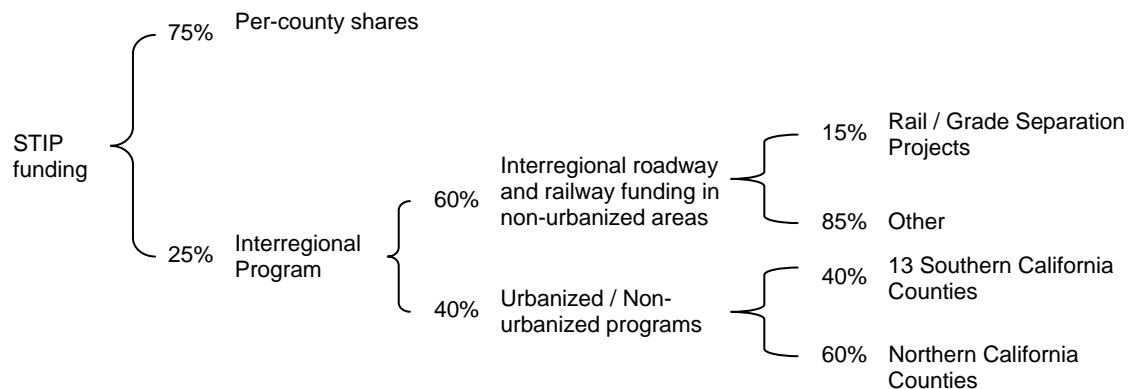 STIP
funding
75%
Per-county shares
25%
Interregional
Program
60%
Interregional roadway
and railway funding in
non-urbanized areas
15%
Rail / Grade Separation
Projects
85%
Other
40%
Urbanized / Non-
urbanized programs
40%
13 Southern California
Counties
60%
Northern California
Counties